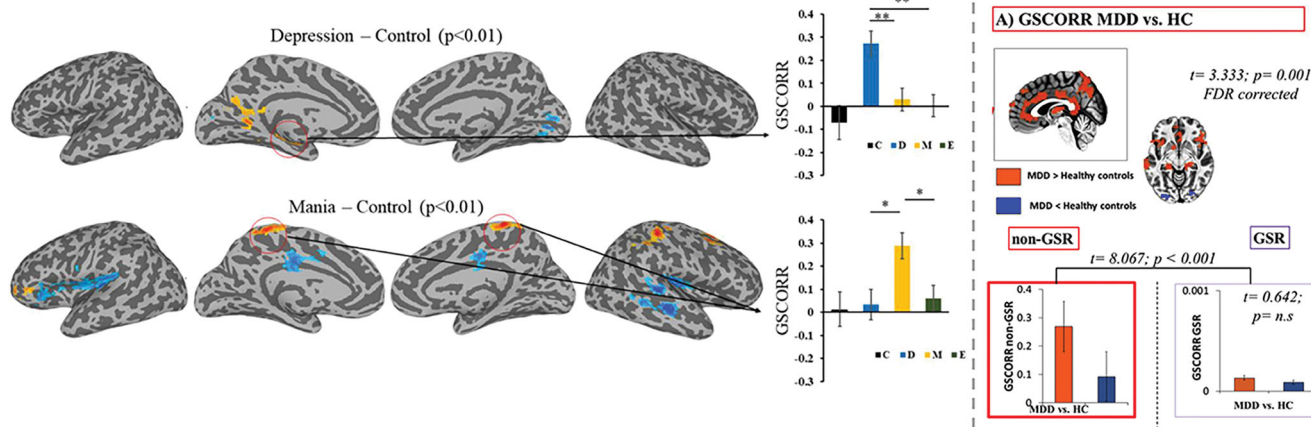 Depression – Control (p<0.01)
**
**
0.4
0.3
0.2
0.1
0
-0.1
-0.2
0.3
GSCORR
C D M E
Mania – Control (p<0.01)
*
*
0.4
0.3
0.2
0.1
0
-0.1
-0.2
-0.3
GSCORR
C D M E
A) GSCORR MDD vs. HC
t= 3.333; p= 0.001
FDR corrected
MDD > Healthy controls
MDD < Healthy controls
non-GSR
GSR
t= 8.067; p < 0.001
0.4
0.3
0.2
0.1
0
GSCORR non-GSR
MDD vs. HC
0.001
0
GSCORR GSR
t= 0.642;
p= n.s
MDD vs. HC